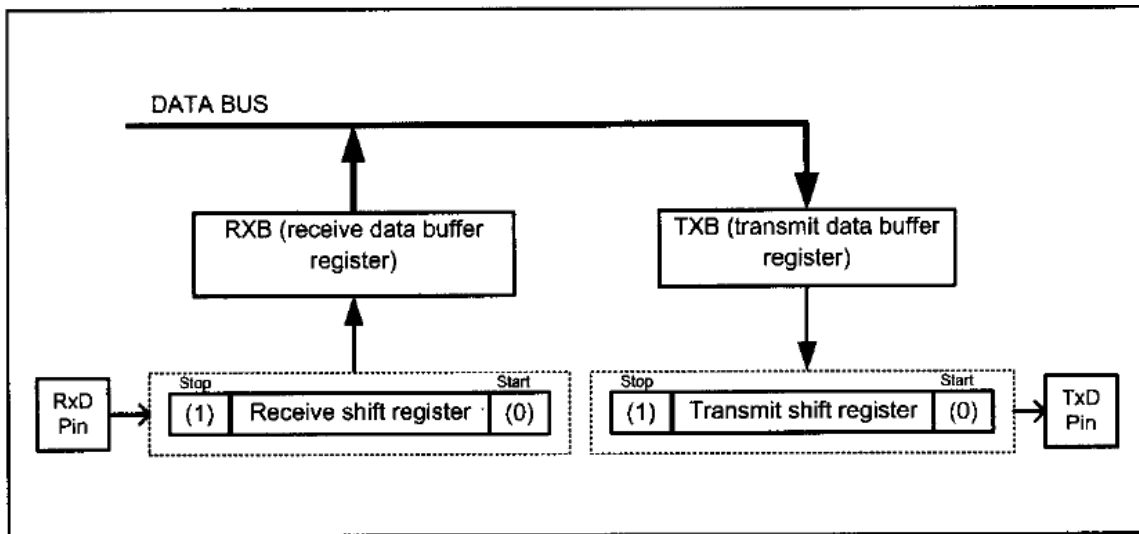 DATA BUS
RXB (receive data buffer
register)
TXB (transmit data buffer
register)
Stop
Start
Stop
Start
RxD
Pin
(1)
Receive shift register
(0)
(1)
Transmit shift register
(0)
TxD
Pin